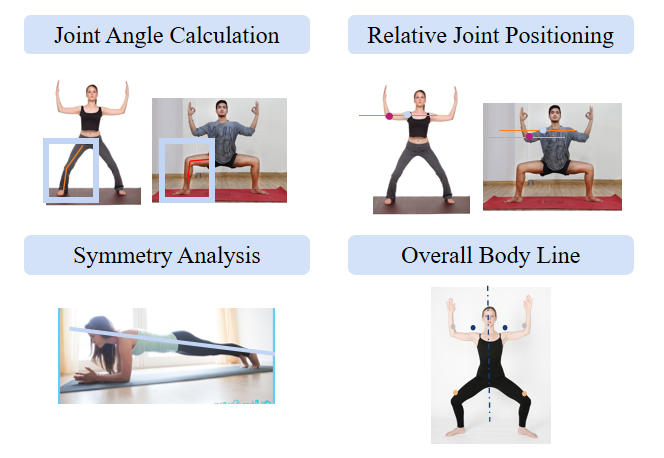 Joint Angle Calculation
Relative Joint Positioning
Symmetry Analysis
Overall Body Line